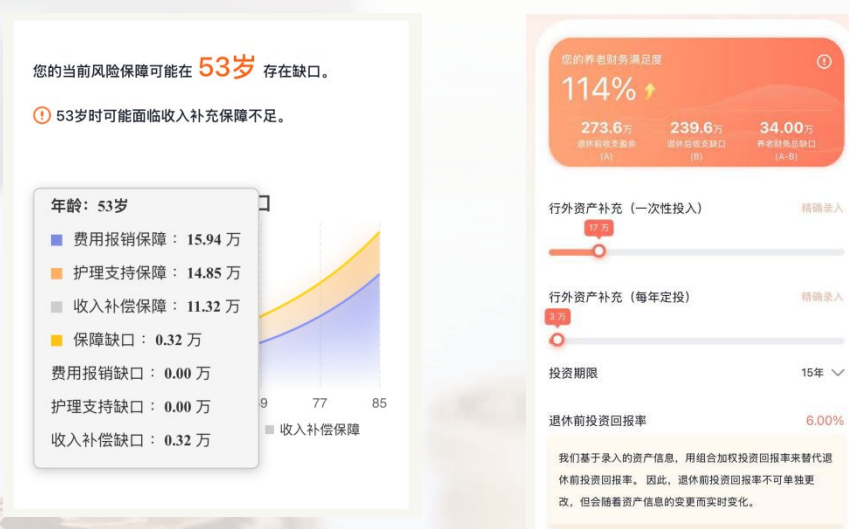 您的当前风险保障可能在 53岁 存在缺口。
53岁时可能面临收入补充保障不足。
口
年龄：53岁
费用报销保障： 15.94 万
护理支持保障： 14.85 万
收入补偿保障： 11.32 万
保障缺口： 0.32 万
费用报销缺口： 0.00 万
护理支持缺口： 0.00 万
收入补偿缺口： 0.32 万
9 77 85
收入补偿保障
您的养老财务满足度
114%
273.6万 239.6万 34.00万
退休前收支盈余 退休后收支缺口 养老财务总缺口
(A) (B) (A-B)
行外资产补充（一次性投入） 精确录入
17 万
行外资产补充（每年定投） 精确录入
3 万
投资期限 15年
退休前投资回报率 6.00%
我们基于录入的资产信息，用组合加权投资回报率来替代退
休前投资回报率。 因此，退休前投资回报率不可单独更
改，但会随着资产信息的变更而实时变化。